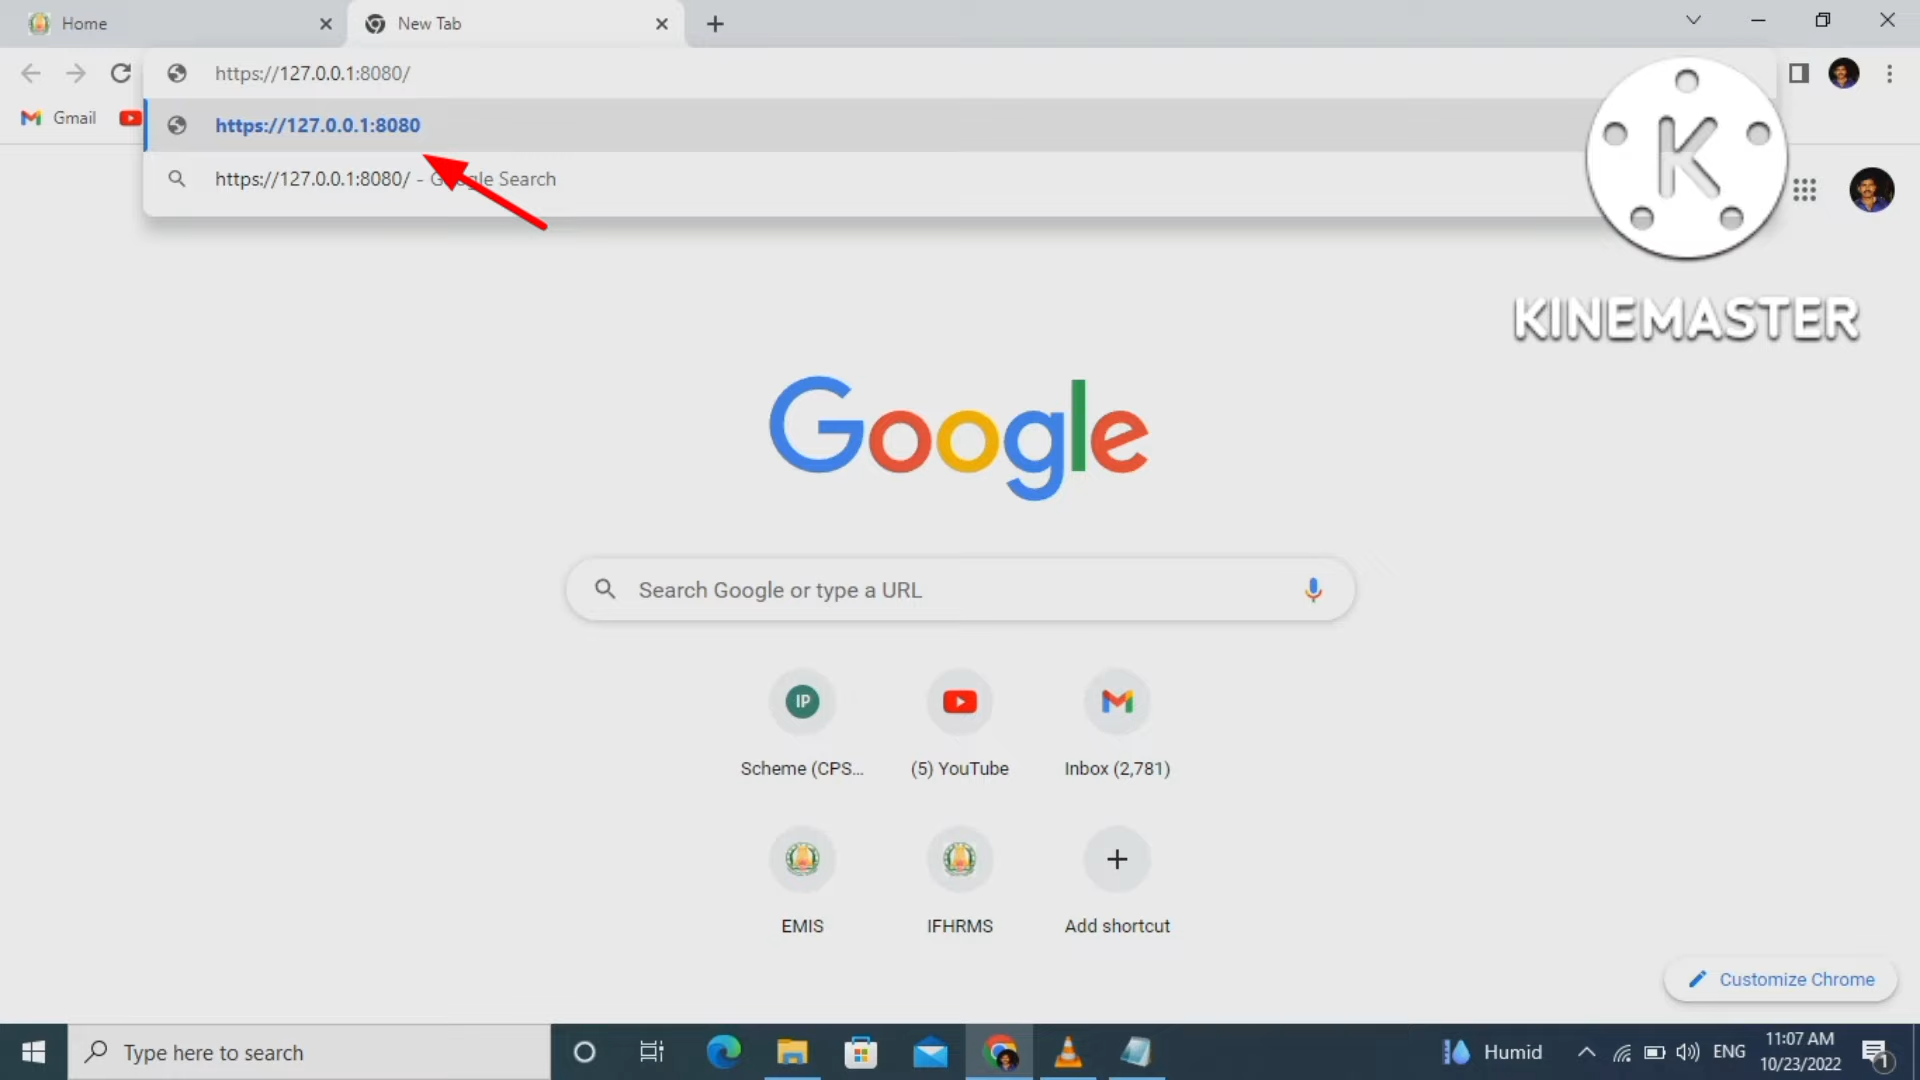 Home
New Tab
https://127.0.0.1:8080/
Gmail
https://127.0.0.1:8080
https://127.0.0.1:8080/ - Google Search
K
KINEMASTER
Google
Search Google or type a URL
IP
Scheme (CPS...
(5) YouTube
Inbox (2,781)
EMIS
IFHRMS
Add shortcut
Customize Chrome
Type here to search
Humid
ENG
11:07 AM
10/23/2022
1